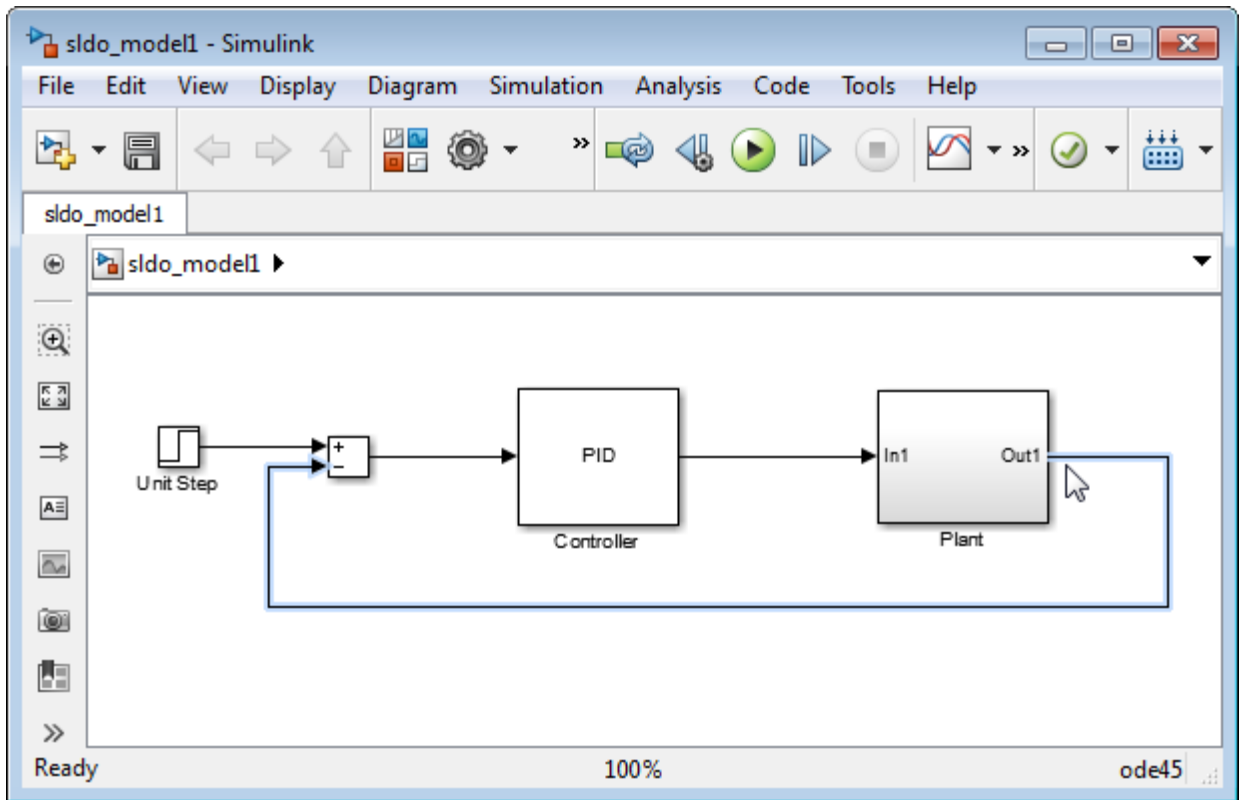 sldo_model1 - Simulink
File Edit View Display Diagram Simulation Analysis Code Tools Help
sldo_model1
sldo_model1
Unit Step
+
−
PID
Controller
In1 Out1
Plant
Ready 100% ode45